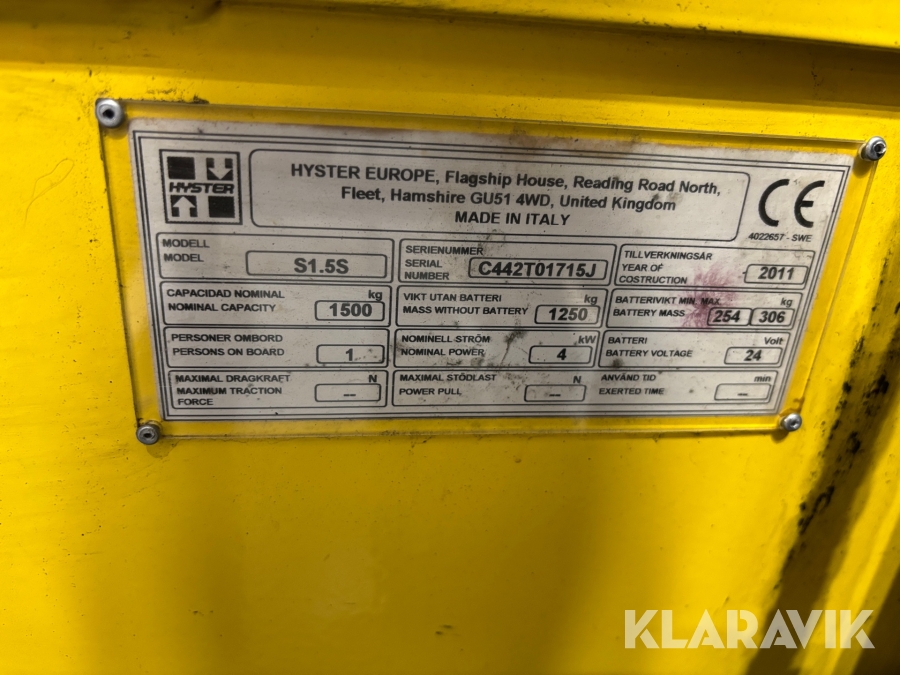 HYSTER
HYSTER EUROPE, Flagship House, Reading Road North,
Fleet, Hamshire GU51 4WD, United Kingdom
MADE IN ITALY
CE
4022657 - SWE
MODELL
MODEL
S1.5S
SERIENUMMER
SERIAL
NUMBER
C442T01715J
TILLVERKNINGSÅR
YEAR OF
COSTRUCTION
2011
CAPACIDAD NOMINAL
NOMINAL CAPACITY
kg
1500
VIKT UTAN BATTERI
MASS WITHOUT BATTERY
kg
1250
BATTERIVIKT MIN. MAX.
BATTERY MASS
kg
254
306
PERSONER OMBORD
PERSONS ON BOARD
1
NOMINELL STRÖM
NOMINAL POWER
kW
4
BATTERI
BATTERY VOLTAGE
Volt
24
MAXIMAL DRAGKRAFT
MAXIMUM TRACTION
FORCE
N
---
MAXIMAL STÖDLAST
POWER PULL
N
---
ANVÄND TID
EXERTED TIME
min
---
KLARAVIK